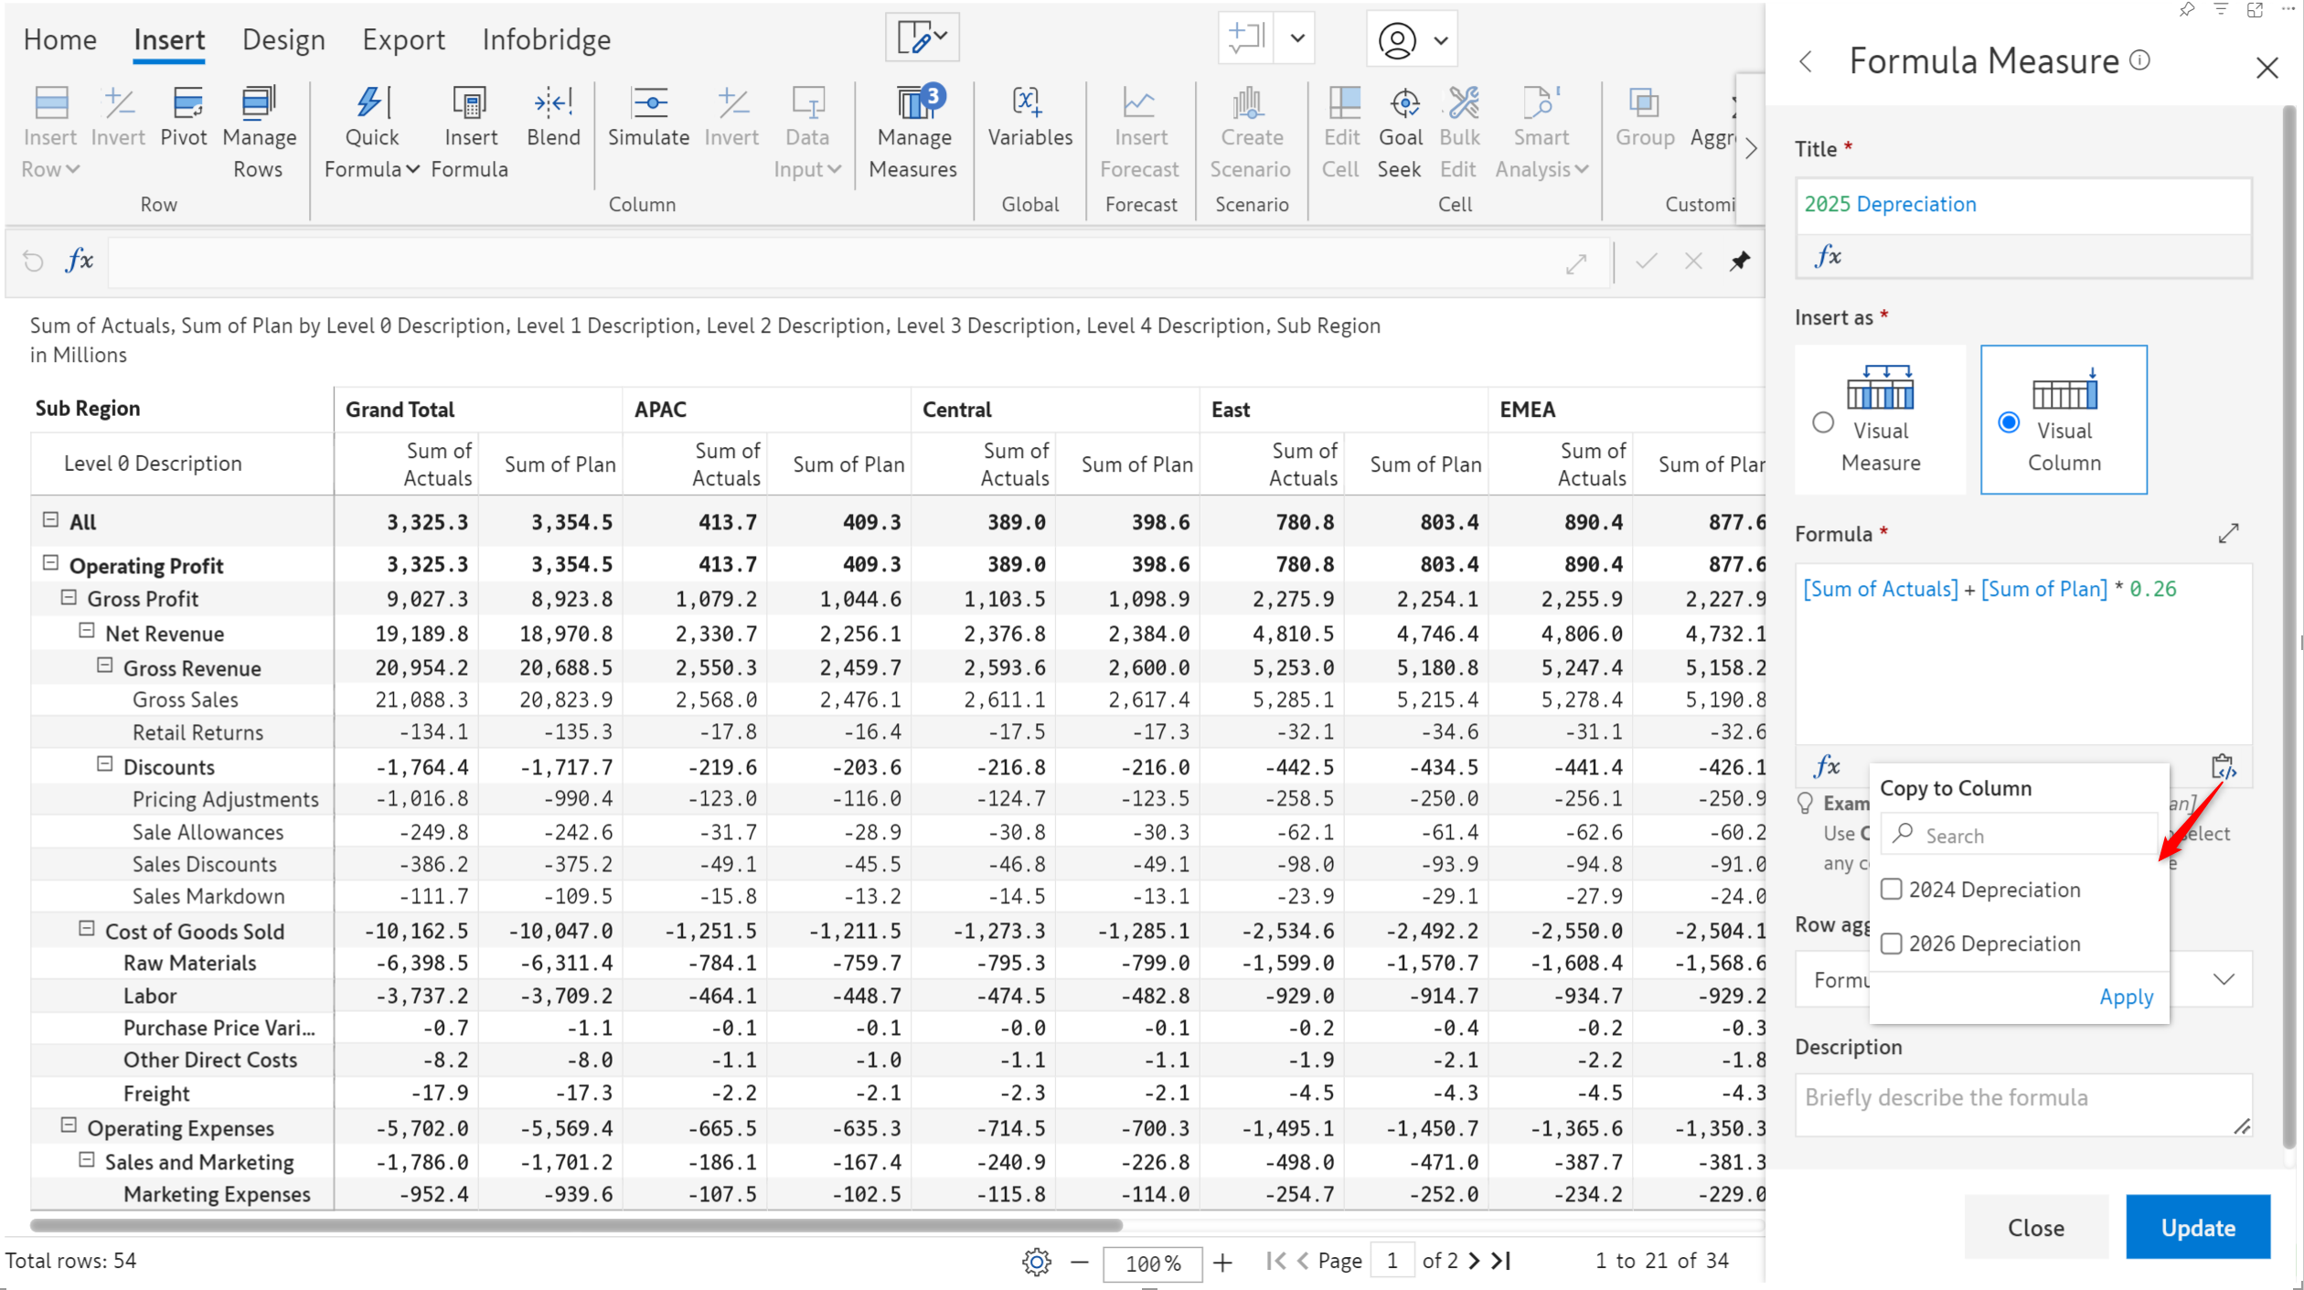 Home Insert Design Export Infobridge
Insert Row
Invert
Pivot
Manage Rows
Row
Quick Formula
Insert Formula
Blend
Simulate
Invert
Data Input
Column
Manage Measures
3
Variables
Global
Insert Forecast
Forecast
Create Scenario
Scenario
Edit Cell
Goal Seek
Bulk Edit
Smart Analysis
Cell
Group
Aggr
Customi
fx
Sum of Actuals, Sum of Plan by Level 0 Description, Level 1 Description, Level 2 Description, Level 3 Description, Level 4 Description, Sub Region
in Millions
Sub Region Grand Total APAC Central East EMEA
Level 0 Description Sum of Actuals Sum of Plan Sum of Actuals Sum of Plan Sum of Actuals Sum of Plan Sum of Actuals Sum of Plan Sum of Actuals Sum of Plan
All 3,325.3 3,354.5 413.7 409.3 389.0 398.6 780.8 803.4 890.4 877.6
Operating Profit 3,325.3 3,354.5 413.7 409.3 389.0 398.6 780.8 803.4 890.4 877.6
Gross Profit 9,027.3 8,923.8 1,079.2 1,044.6 1,103.5 1,098.9 2,275.9 2,254.1 2,255.9 2,227.9
Net Revenue 19,189.8 18,970.8 2,330.7 2,256.1 2,376.8 2,384.0 4,810.5 4,746.4 4,806.0 4,732.1
Gross Revenue 20,954.2 20,688.5 2,550.3 2,459.7 2,593.6 2,600.0 5,253.0 5,180.8 5,247.4 5,158.2
Gross Sales 21,088.3 20,823.9 2,568.0 2,476.1 2,611.1 2,617.4 5,285.1 5,215.4 5,278.4 5,190.8
Retail Returns -134.1 -135.3 -17.8 -16.4 -17.5 -17.3 -32.1 -34.6 -31.1 -32.6
Discounts -1,764.4 -1,717.7 -219.6 -203.6 -216.8 -216.0 -442.5 -434.5 -441.4 -426.1
Pricing Adjustments -1,016.8 -990.4 -123.0 -116.0 -124.7 -123.5 -258.5 -250.0 -256.1 -250.9
Sale Allowances -249.8 -242.6 -31.7 -28.9 -30.8 -30.3 -62.1 -61.4 -62.6 -60.2
Sales Discounts -386.2 -375.2 -49.1 -45.5 -46.8 -49.1 -98.0 -93.9 -94.8 -91.0
Sales Markdown -111.7 -109.5 -15.8 -13.2 -14.5 -13.1 -23.9 -29.1 -27.9 -24.0
Cost of Goods Sold -10,162.5 -10,047.0 -1,251.5 -1,211.5 -1,273.3 -1,285.1 -2,534.6 -2,492.2 -2,550.0 -2,504.1
Raw Materials -6,398.5 -6,311.4 -784.1 -759.7 -795.3 -799.0 -1,599.0 -1,570.7 -1,608.4 -1,568.6
Labor -3,737.2 -3,709.2 -464.1 -448.7 -474.5 -482.8 -929.0 -914.7 -934.7 -929.2
Purchase Price Vari... -0.7 -1.1 -0.1 -0.1 -0.0 -0.1 -0.2 -0.4 -0.2 -0.3
Other Direct Costs -8.2 -8.0 -1.1 -1.0 -1.1 -1.1 -1.9 -2.1 -2.2 -1.8
Freight -17.9 -17.3 -2.2 -2.1 -2.3 -2.1 -4.5 -4.3 -4.5 -4.3
Operating Expenses -5,702.0 -5,569.4 -665.5 -635.3 -714.5 -700.3 -1,495.1 -1,450.7 -1,365.6 -1,350.3
Sales and Marketing -1,786.0 -1,701.2 -186.1 -167.4 -240.9 -226.8 -498.0 -471.0 -387.7 -381.3
Marketing Expenses -952.4 -939.6 -107.5 -102.5 -115.8 -114.0 -254.7 -252.0 -234.2 -229.0
Total rows: 54
100%
Page 1 of 2
1 to 21 of 34
Formula Measure
Title *
2025 Depreciation
fx
Insert as *
Visual Measure
Visual Column
Formula *
[Sum of Actuals] + [Sum of Plan] * 0.26
fx
Copy to Column
Search
2024 Depreciation
2026 Depreciation
Apply
Exam an]
Use C elect
any c e
Row agg
Formu
Description
Briefly describe the formula
Close
Update